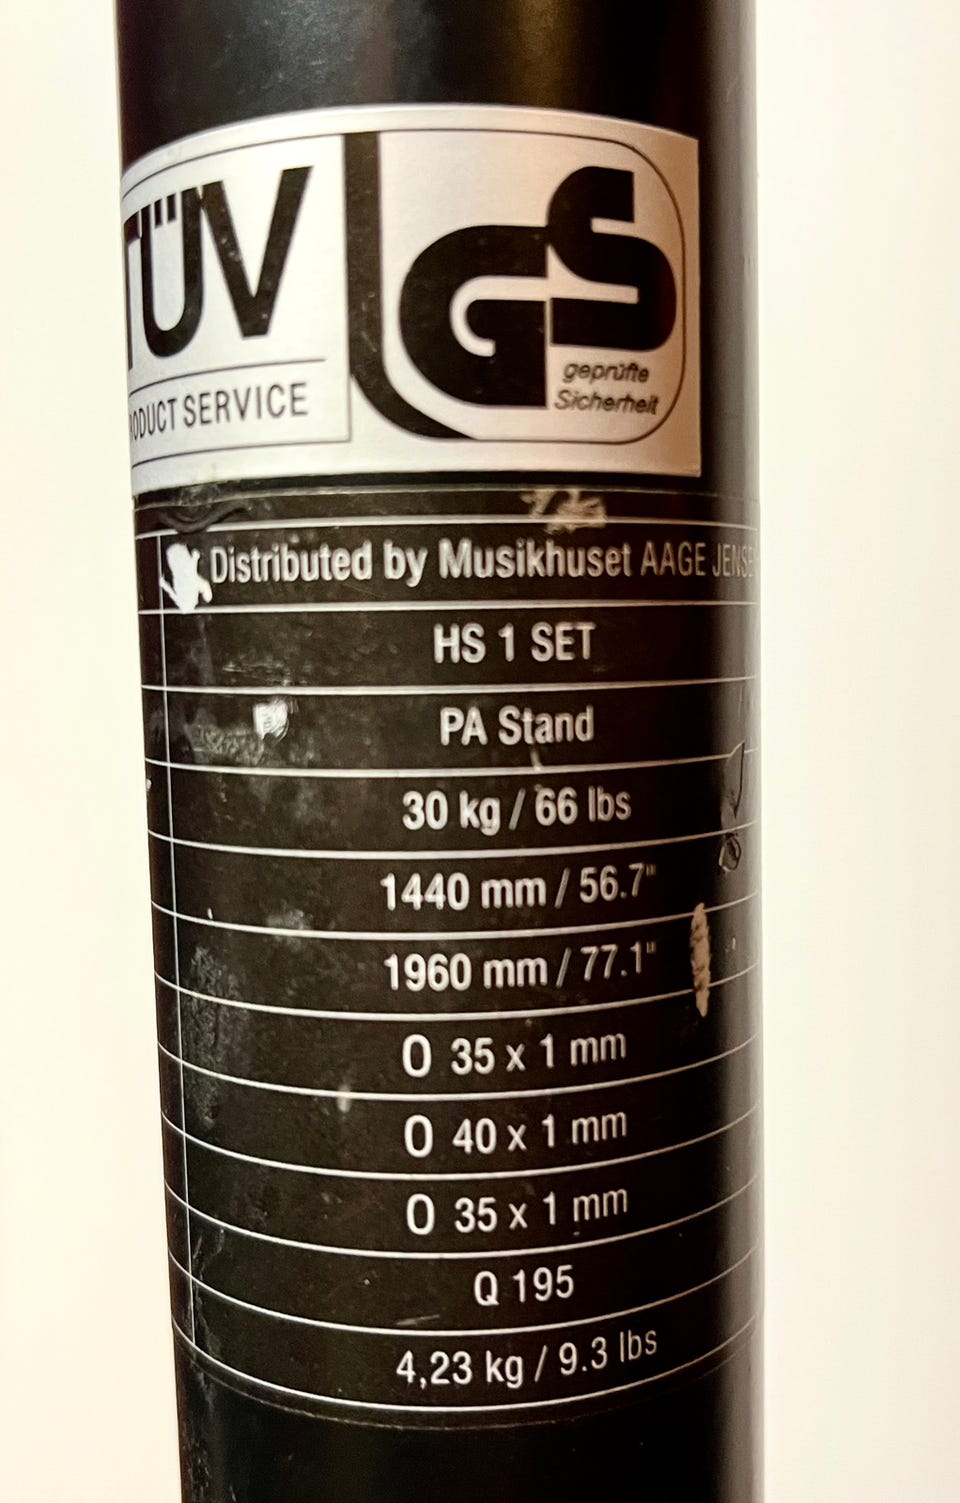 TÜV
PRODUCT SERVICE
GS
geprüfte
Sicherheit
Distributed by Musikhuset AAGE JENSE
HS 1 SET
PA Stand
30 kg / 66 lbs
1440 mm / 56.7"
1960 mm / 77.1"
O 35 x 1 mm
O 40 x 1 mm
O 35 x 1 mm
Q 195
4,23 kg / 9.3 lbs